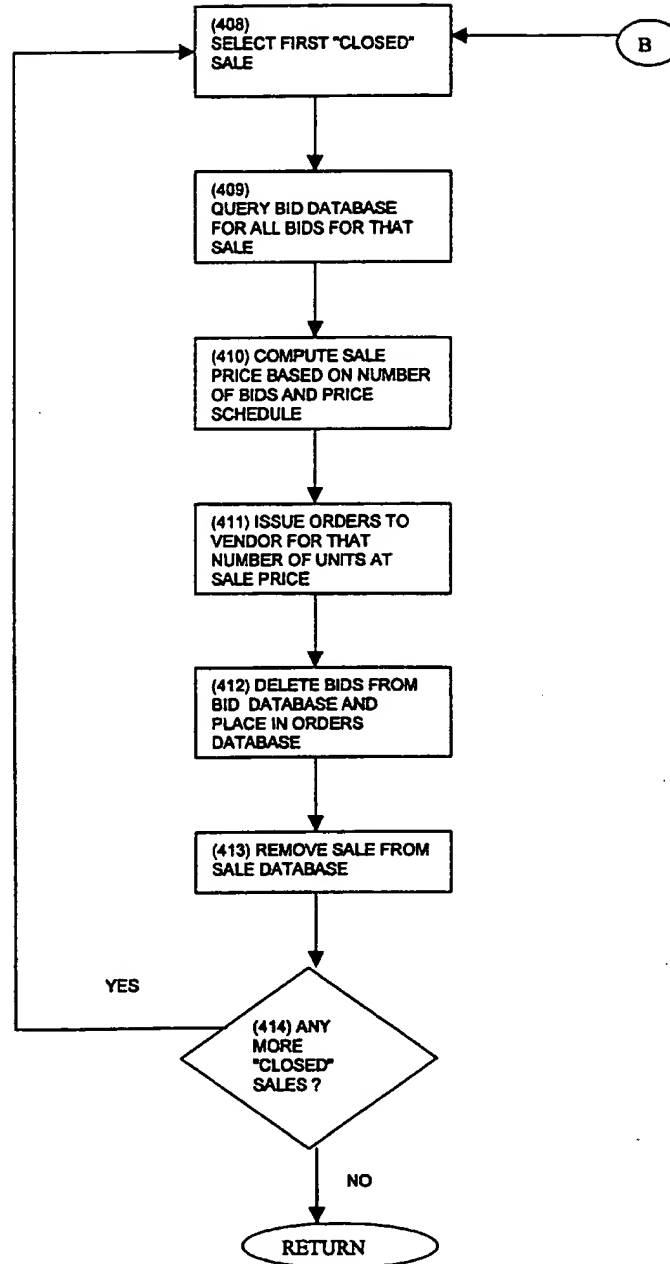 (408)
SELECT FIRST "CLOSED"
SALE
B
(409)
QUERY BID DATABASE
FOR ALL BIDS FOR THAT
SALE
(410) COMPUTE SALE
PRICE BASED ON NUMBER
OF BIDS AND PRICE
SCHEDULE
(411) ISSUE ORDERS TO
VENDOR FOR THAT
NUMBER OF UNITS AT
SALE PRICE
(412) DELETE BIDS FROM
BID DATABASE AND
PLACE IN ORDERS
DATABASE
(413) REMOVE SALE FROM
SALE DATABASE
YES
(414) ANY
MORE
"CLOSED"
SALES ?
NO
RETURN